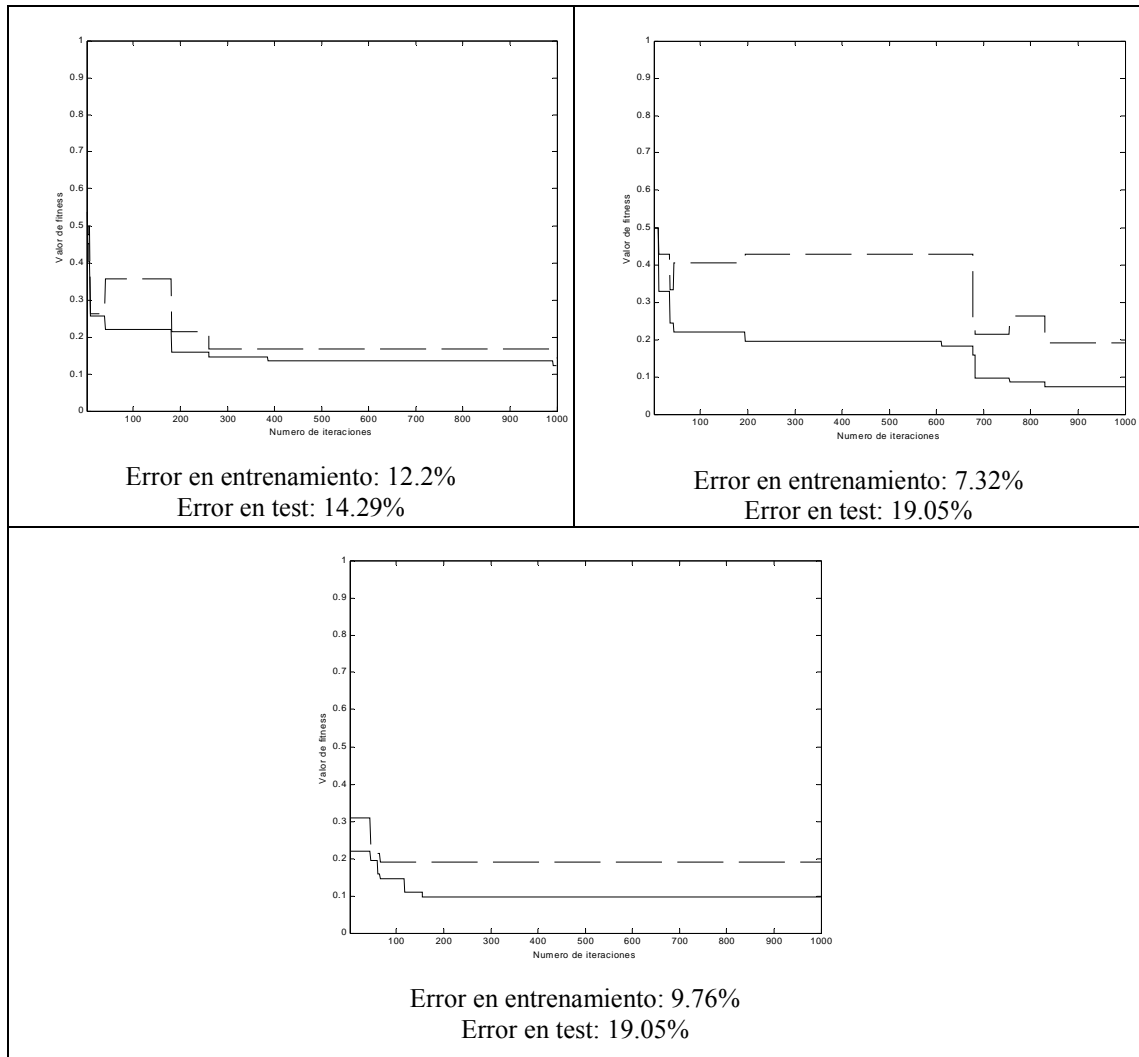 1
0.9
0.8
0.7
0.6
0.5
0.4
0.3
0.2
0.1
0
Valor de fitness
100 200 300 400 500 600 700 800 900 1000
Numero de iteraciones
Error en entrenamiento: 12.2%
Error en test: 14.29%
1
0.9
0.8
0.7
0.6
0.5
0.4
0.3
0.2
0.1
0
Valor de fitness
100 200 300 400 500 600 700 800 900 1000
Numero de iteraciones
Error en entrenamiento: 7.32%
Error en test: 19.05%
1
0.9
0.8
0.7
0.6
0.5
0.4
0.3
0.2
0.1
0
Valor de fitness
100 200 300 400 500 600 700 800 900 1000
Numero de iteraciones
Error en entrenamiento: 9.76%
Error en test: 19.05%